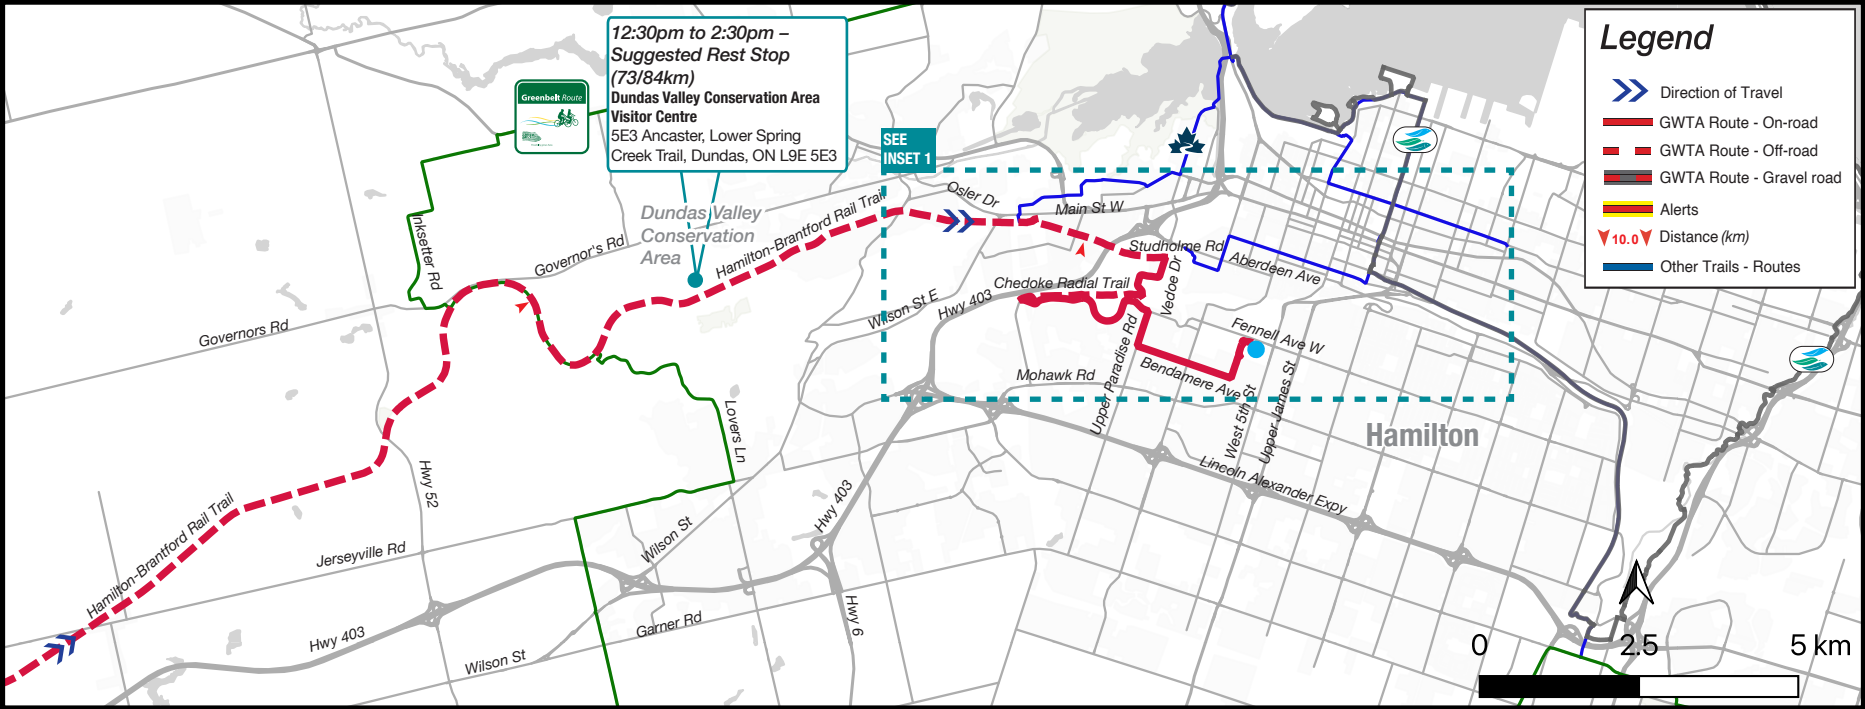 12:30pm to 2:30pm –
Suggested Rest Stop
(73/84km)
Dundas Valley Conservation Area
Visitor Centre
5E3 Ancaster, Lower Spring
Creek Trail, Dundas, ON L9E 5E3
Greenbelt Route
SEE
INSET 1
Legend
Direction of Travel
GWTA Route - On-road
GWTA Route - Off-road
GWTA Route - Gravel road
Alerts
10.0
Distance (km)
Other Trails - Routes
Osler Dr
Main St W
Dundas Valley
Conservation
Area
Hamilton-Brantford Rail Trail
Inksetter Rd
Governor's Rd
Studholme Rd
Aberdeen Ave
Vedoe Dr
Chedoke Radial Trail
Wilson St E
Hwy 403
Governors Rd
Fennell Ave W
Upper Paradise Rd
Bendamere Ave
Mohawk Rd
West 5th St
Upper James St
Lovers Ln
Hamilton
Hwy 52
Lincoln Alexander Expy
Hwy 403
Hamilton-Brantford Rail Trail
Wilson St
Jerseyville Rd
Hwy 403
Garner Rd
Hwy 6
Wilson St
0
2.5
5 km